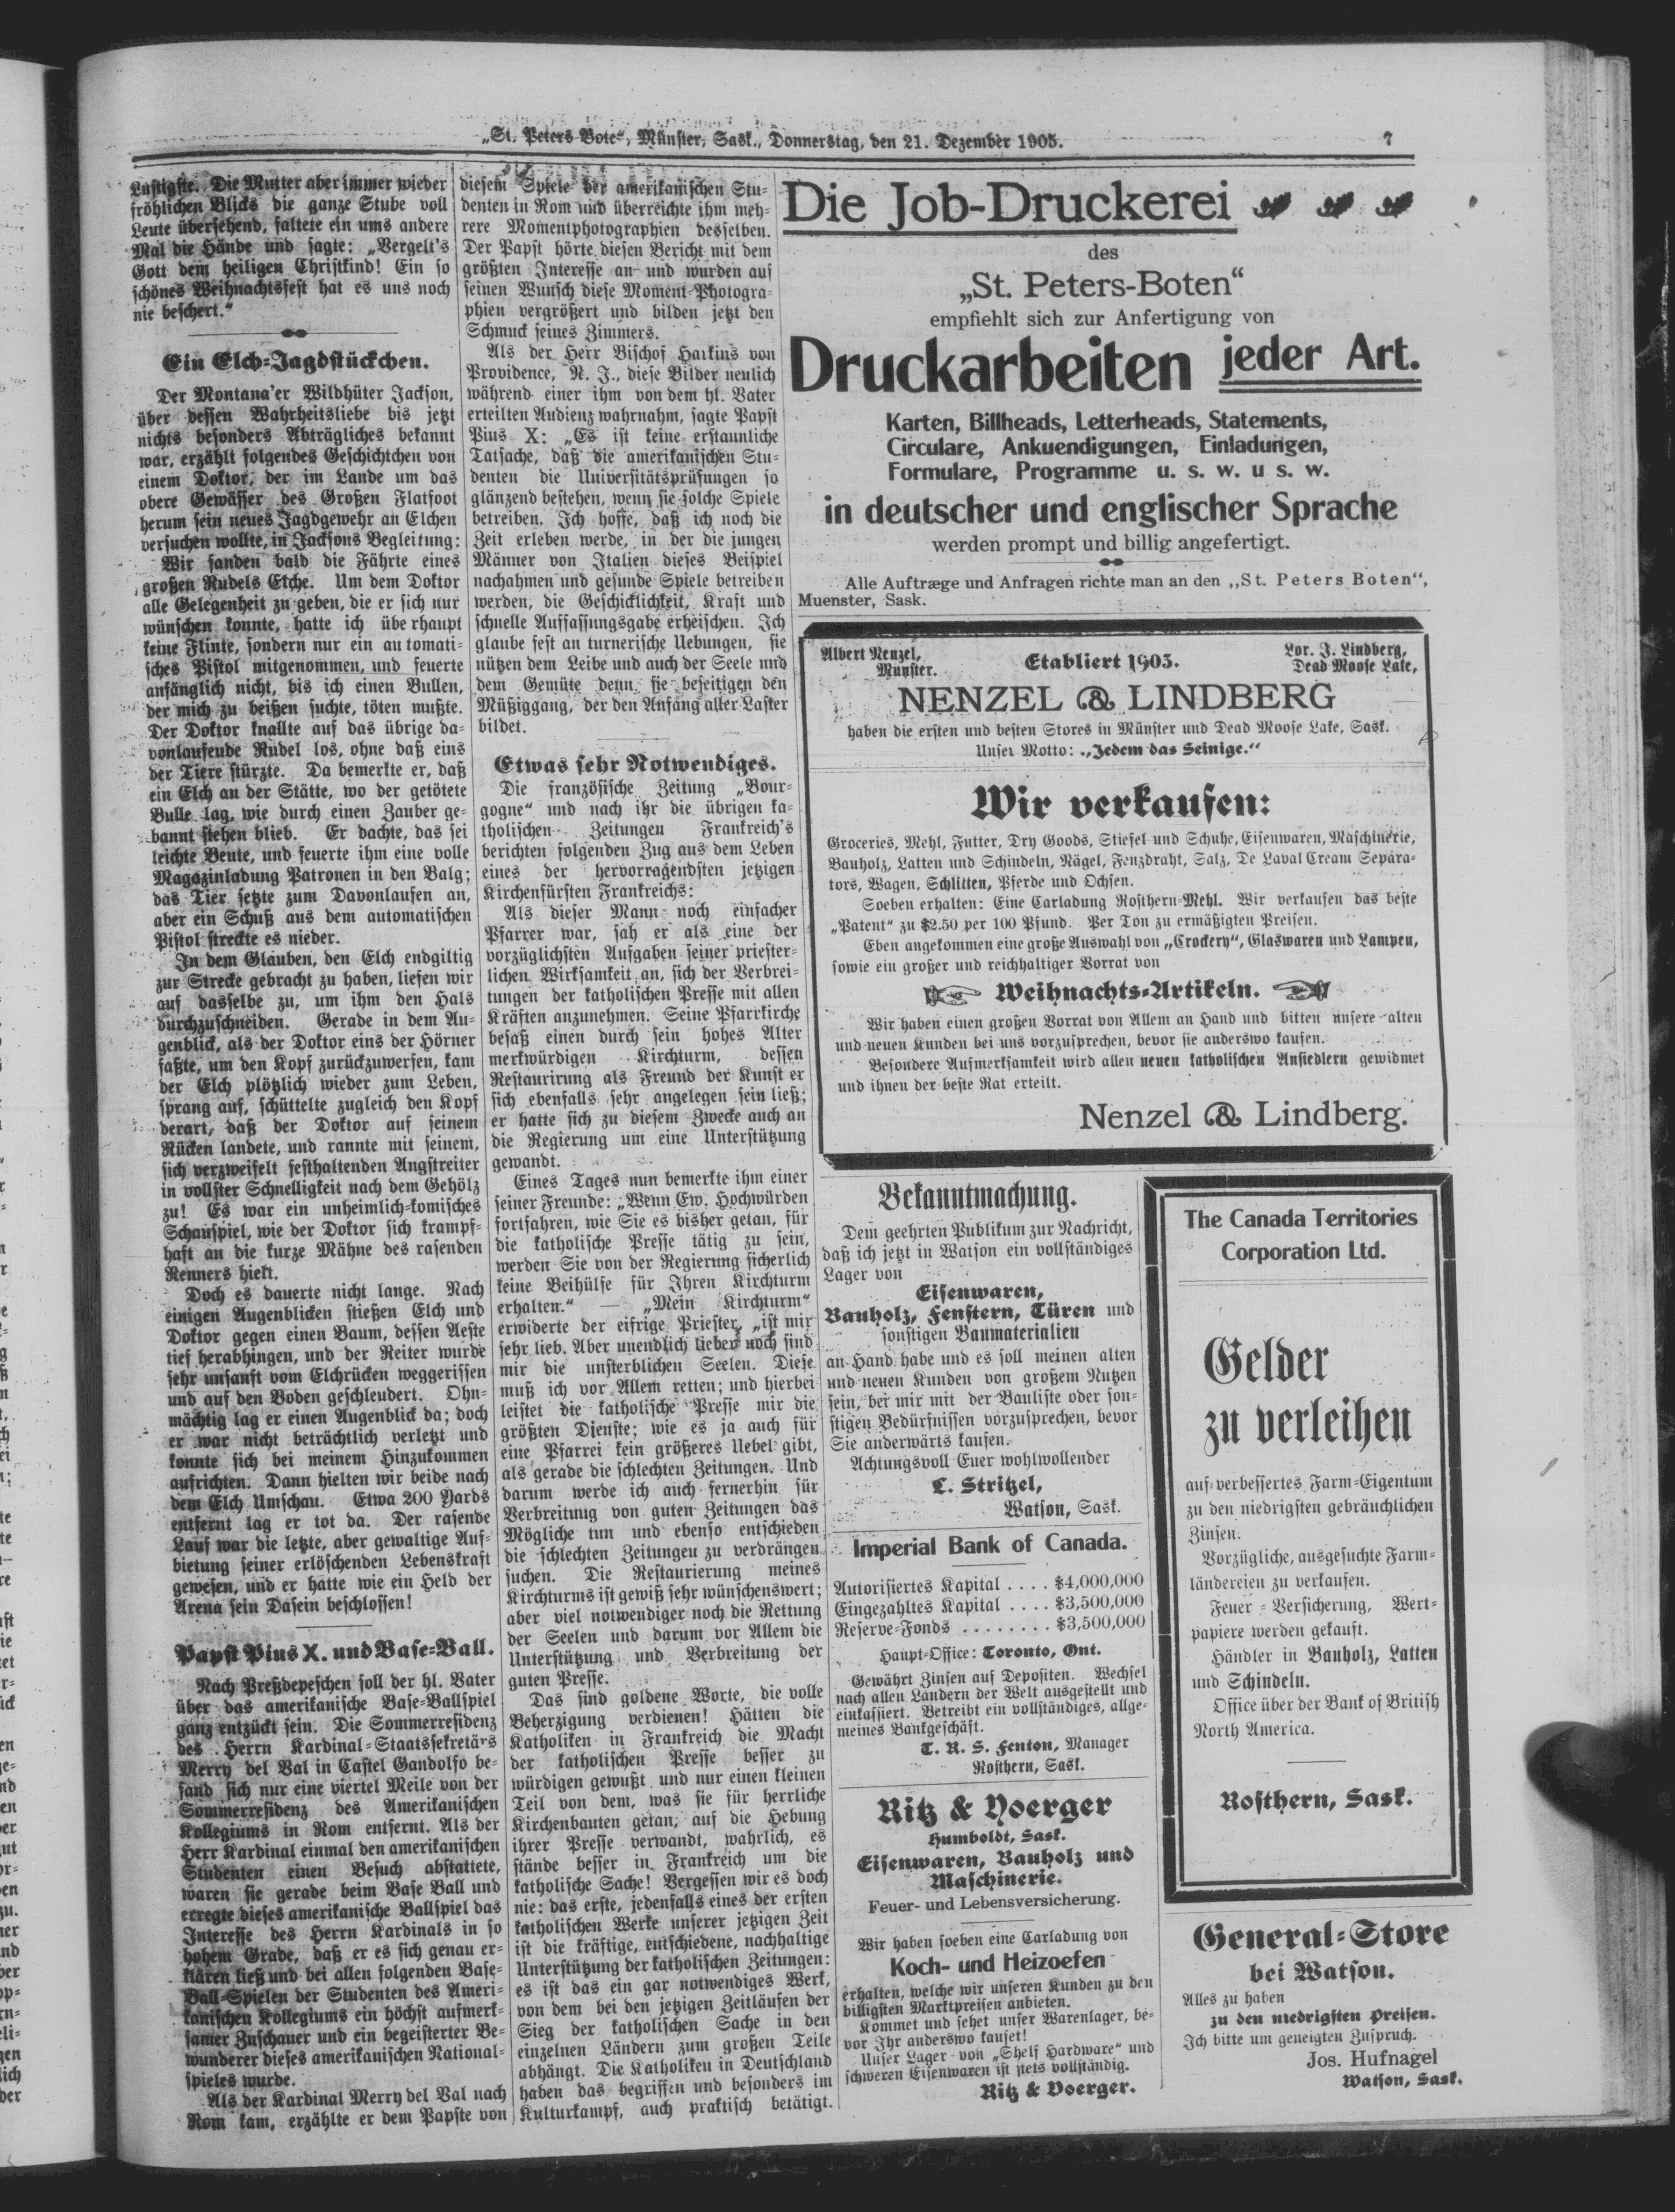 „St. Peters Bote“, Münster, Sask., Donnerstag, den 21. Dezember 1905.
7
Lustigste. Die Mutter aber immer wieder
fröhlichen Blicks die ganze Stube voll
Leute übersehend, faltete ein ums andere
Mal die Hände und sagte: „Vergelt's
Gott dem heiligen Christkind! Ein so
schönes Weihnachtsfest hat es uns noch
nie beschert.“
Ein Elch-Jagdstückchen.
Der Montana'er Wildhüter Jackson,
über dessen Wahrheitsliebe bis jetzt
nichts besonders Abträgliches bekannt
war, erzählt folgendes Geschichtchen von
einem Doktor, der im Lande um das
obere Gewässer des Großen Flatfoot
herum sein neues Jagdgewehr an Elchen
versuchen wollte, in Jacksons Begleitung:
Wir fanden bald die Fährte eines
großen Rudels Elche. Um dem Doktor
alle Gelegenheit zu geben, die er sich nur
wünschen konnte, hatte ich überhaupt
keine Flinte, sondern nur ein automati-
sches Pistol mitgenommen, und feuerte
anfänglich nicht, bis ich einen Bullen,
der mich zu beißen suchte, töten mußte.
Der Doktor knallte auf das übrige da-
vonlaufende Rudel los, ohne daß eins
der Tiere stürzte. Da bemerkte er, daß
ein Elch an der Stätte, wo der getötete
Bulle lag, wie durch einen Zauber ge-
bannt stehen blieb. Er dachte, das sei
leichte Beute, und feuerte ihm eine volle
Magazinladung Patronen in den Balg;
das Tier setzte zum Davonlaufen an,
aber ein Schuß aus dem automatischen
Pistol streckte es nieder.
In dem Glauben, den Elch endgiltig
zur Strecke gebracht zu haben, liefen wir
auf dasselbe zu, um ihm den Hals
durchzuschneiden. Gerade in dem Au-
genblick, als der Doktor eins der Hörner
faßte, um den Kopf zurückzuwerfen, kam
der Elch plötzlich wieder zum Leben,
sprang auf, schüttelte zugleich den Kopf
derart, daß der Doktor auf seinem
Rücken landete, und rannte mit seinem,
sich verzweifelt festhaltenden Angstreiter
in vollster Schnelligkeit nach dem Gehölz
zu! Es war ein unheimlich-komisches
Schauspiel, wie der Doktor sich krampf-
haft an die kurze Mähne des rasenden
Renners hielt.
Doch es dauerte nicht lange. Nach
einigen Augenblicken stießen Elch und
Doktor gegen einen Baum, dessen Aeste
tief herabhingen, und der Reiter wurde
sehr unsanft vom Elchrücken weggerissen
und auf den Boden geschleudert. Ohn-
mächtig lag er einen Augenblick da; doch
er war nicht beträchtlich verletzt und
konnte sich bei meinem Hinzukommen
aufrichten. Dann hielten wir beide nach
dem Elch Umschau. Etwa 200 Yards
entfernt lag er tot da. Der rasende
Lauf war die letzte, aber gewaltige Auf-
bietung seiner erlöschenden Lebenskraft
gewesen, und er hatte wie ein Held der
Arena sein Dasein beschlossen!
Papst Pius X. und Base-Ball.
Nach Preßdepeschen soll der hl. Vater
über das amerikanische Base-Ballspiel
ganz entzückt sein. Die Sommerresidenz
des Herrn Kardinal-Staatssekretärs
Merry del Val in Castel Gandolfo be-
fand sich nur eine viertel Meile von der
Sommerresidenz des Amerikanischen
Kollegiums in Rom entfernt. Als der
Herr Kardinal einmal den amerikanischen
Studenten einen Besuch abstattete,
waren sie gerade beim Base Ball und
erregte dieses amerikanische Ballspiel das
Interesse des Herrn Kardinals in so
hohem Grade, daß er es sich genau er-
klären ließ und bei allen folgenden Base-
Ball-Spielen der Studenten des Ameri-
kanischen Kollegiums ein höchst aufmerk-
samer Zuschauer und ein begeisterter Be-
wunderer dieses amerikanischen National-
spieles wurde.
Als der Kardinal Merry del Val nach
Rom kam, erzählte er dem Papste von
diesem Spiele der amerikanischen Stu-
denten in Rom und überreichte ihm meh-
rere Momentphotographien desselben.
Der Papst hörte diesen Bericht mit dem
größten Interesse an und wurden auf
seinen Wunsch diese Moment-Photogra-
phien vergrößert und bilden jetzt den
Schmuck seines Zimmers.
Als der Herr Bischof Harkins von
Providence, N. J., diese Bilder neulich
während einer ihm von dem hl. Vater
erteilten Audienz wahrnahm, sagte Papst
Pius X: „Es ist keine erstaunliche
Tatsache, daß die amerikanischen Stu-
denten die Universitätsprüfungen so
glänzend bestehen, wenn sie solche Spiele
betreiben. Ich hoffe, daß ich noch die
Zeit erleben werde, in der die jungen
Männer von Italien dieses Beispiel
nachahmen und gesunde Spiele betreiben
werden, die Geschicklichkeit, Kraft und
schnelle Auffassungsgabe erheischen. Ich
glaube fest an turnerische Uebungen, sie
nützen dem Leibe und auch der Seele und
dem Gemüte denn sie beseitigen den
Müßiggang, der den Anfang aller Laster
bildet.
Etwas sehr Notwendiges.
Die französische Zeitung „Bour-
gogne“ und nach ihr die übrigen ka-
tholischen Zeitungen Frankreich's
berichten folgenden Zug aus dem Leben
eines der hervorragendsten jetzigen
Kirchenfürsten Frankreichs:
Als dieser Mann noch einfacher
Pfarrer war, sah er als eine der
vorzüglichsten Aufgaben seiner priester-
lichen Wirksamkeit an, sich der Verbrei-
tungen der katholischen Presse mit allen
Kräften anzunehmen. Seine Pfarrkirche
besaß einen durch sein hohes Alter
merkwürdigen Kirchturm, dessen
Restaurirung als Freund der Kunst er
sich ebenfalls sehr angelegen sein ließ;
er hatte sich zu diesem Zwecke auch an
die Regierung um eine Unterstützung
gewandt.
Eines Tages nun bemerkte ihm einer
seiner Freunde: „Wenn Ew. Hochwürden
fortfahren, wie Sie es bisher getan, für
die katholische Presse tätig zu sein,
werden Sie von der Regierung sicherlich
keine Beihülfe für Ihren Kirchturm
erhalten.“ — „Mein Kirchturm“
erwiderte der eifrige Priester, „ist mir
sehr lieb. Aber unendlich lieber noch sind
mir die unsterblichen Seelen. Diese
muß ich vor Allem retten; und hierbei
leistet die katholische Presse mir die
größten Dienste; wie es ja auch für
eine Pfarrei kein größeres Uebel gibt,
als gerade die schlechten Zeitungen. Und
darum werde ich auch fernerhin für
Verbreitung von guten Zeitungen das
Mögliche tun und ebenso entschieden
die schlechten Zeitungen zu verdrängen
suchen. Die Restaurierung meines
Kirchturms ist gewiß sehr wünschenswert;
aber viel notwendiger noch die Rettung
der Seelen und darum vor Allem die
Unterstützung und Verbreitung der
guten Presse.
Das sind goldene Worte, die volle
Beherzigung verdienen! Hätten die
Katholiken in Frankreich die Macht
der katholischen Presse besser zu
würdigen gewußt und nur einen kleinen
Teil von dem, was sie für herrliche
Kirchenbauten getan, auf die Hebung
ihrer Presse verwandt, wahrlich, es
stände besser in Frankreich um die
katholische Sache! Vergessen wir es doch
nie: das erste, jedenfalls eines der ersten
katholischen Werke unserer jetzigen Zeit
ist die kräftige, entschiedene, nachhaltige
Unterstützung der katholischen Zeitungen:
es ist das ein gar notwendiges Werk,
von dem bei den jetzigen Zeitläufen der
Sieg der katholischen Sache in den
einzelnen Ländern zum großen Teile
abhängt. Die Katholiken in Deutschland
haben das begriffen und besonders im
Kulturkampf, auch praktisch betätigt.
Die Job-Druckerei
des
„St. Peters-Boten“
empfiehlt sich zur Anfertigung von
Druckarbeiten jeder Art.
Karten, Billheads, Letterheads, Statements,
Circulare, Ankuendigungen, Einladungen,
Formulare, Programme u. s. w. u s. w.
in deutscher und englischer Sprache
werden prompt und billig angefertigt.
Alle Auftræge und Anfragen richte man an den „St. Peters Boten“,
Muenster, Sask.
Albert Nenzel,
Münster.
Etabliert 1903.
Lor. J. Lindberg,
Dead Moose Lake,
NENZEL & LINDBERG
haben die ersten und besten Stores in Münster und Dead Moose Lake, Sask.
Unser Motto: „Jedem das Seinige.“
Wir verkaufen:
Groceries, Mehl, Futter, Dry Goods, Stiefel und Schuhe, Eisenwaren, Maschinerie,
Bauholz, Latten und Schindeln, Nägel, Fenzdraht, Salz, De Laval Cream Separa-
tors, Wagen, Schlitten, Pferde und Ochsen.
Soeben erhalten: Eine Carladung Rosthern-Mehl. Wir verkaufen das beste
„Patent“ zu $2.50 per 100 Pfund. Per Ton zu ermäßigten Preisen.
Eben angekommen eine große Auswahl von „Crockery“, Glaswaren und Lampen,
sowie ein großer und reichhaltiger Vorrat von
Weihnachts-Artikeln.
Wir haben einen großen Vorrat von Allem an Hand und bitten unsere alten
und neuen Kunden bei uns vorzusprechen, bevor sie anderswo kaufen.
Besondere Aufmerksamkeit wird allen neuen katholischen Ansiedlern gewidmet
und ihnen der beste Rat erteilt.
Nenzel & Lindberg.
Bekanntmachung.
Dem geehrten Publikum zur Nachricht,
daß ich jetzt in Watson ein vollständiges
Lager von
Eisenwaren,
Bauholz, Fenstern, Türen und
sonstigen Baumaterialien
an Hand habe und es soll meinen alten
und neuen Kunden von großem Nutzen
sein, bei mir mit der Bauliste oder son-
stigen Bedürfnissen vorzusprechen, bevor
Sie anderwärts kaufen.
Achtungsvoll Euer wohlwollender
L. Stritzel,
Watson, Sask.
Imperial Bank of Canada.
Autorisiertes Kapital . . . . $4,000,000
Eingezahltes Kapital . . . . $3,500,000
Reserve-Fonds . . . . . . . . $3,500,000
Haupt-Office: Toronto, Ont.
Gewährt Zinsen auf Depositen. Wechsel
nach allen Ländern der Welt ausgestellt und
einkassiert. Betreibt ein vollständiges, allge-
meines Bankgeschäft.
T. R. S. Fenton, Manager
Rosthern, Sask.
Ritz & Yoerger
Humboldt, Sask.
Eisenwaren, Bauholz und
Maschinerie.
Feuer- und Lebensversicherung.
Wir haben soeben eine Carladung von
Koch- und Heizoefen
erhalten, welche wir unseren Kunden zu den
billigsten Marktpreisen anbieten.
Kommet und sehet unser Warenlager, be-
vor Ihr anderswo kaufet!
Unser Lager von „Shelf Hardware“ und
schweren Eisenwaren ist stets vollständig.
Ritz & Yoerger.
The Canada Territories
Corporation Ltd.
Gelder
zu verleihen
auf verbessertes Farm-Eigentum
zu den niedrigsten gebräuchlichen
Zinsen.
Vorzügliche, ausgesuchte Farm-
ländereien zu verkaufen.
Feuer-Versicherung, Wert-
papiere werden gekauft.
Händler in Bauholz, Latten
und Schindeln.
Office über der Bank of British
North America.
Rosthern, Sask.
General-Store
bei Watson.
Alles zu haben
zu den niedrigsten Preisen.
Ich bitte um geneigten Zuspruch.
Jos. Hufnagel
Watson, Sask.